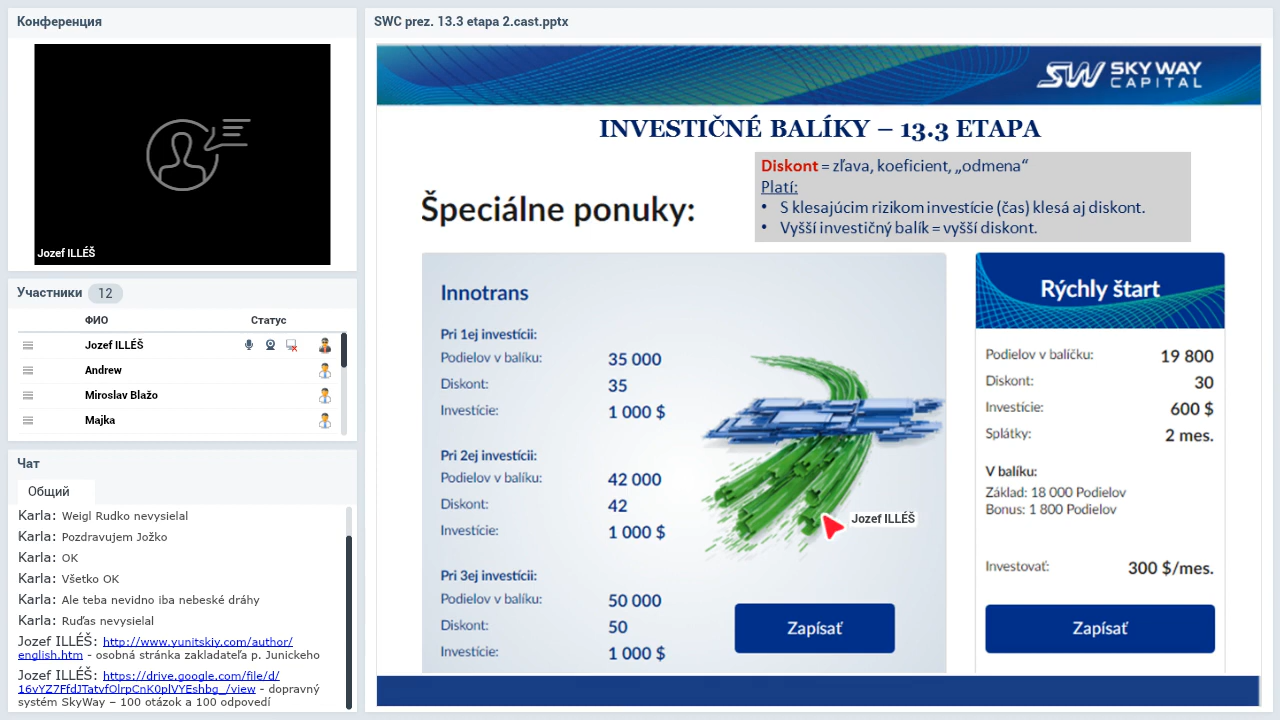 Конференция
Jozef ILLÉŠ
Участники 12
ФИО Статус
Jozef ILLÉŠ
Andrew
Miroslav Blažo
Majka
Чат
Общий
Karla: Weigl Rudko nevysielal
Karla: Pozdravujem Jožko
Karla: OK
Karla: Všetko OK
Karla: Ale teba nevidno iba nebeské dráhy
Karla: Ruďas nevysielal
Jozef ILLÉŠ: http://www.yunitskiy.com/author/
english.htm - osobná stránka zakladateľa p. Junickeho
Jozef ILLÉŠ: https://drive.google.com/file/d/
16vYZ7FfdJTatvfOlrpCnK0plVYEshbg_/view - dopravný
systém SkyWay – 100 otázok a 100 odpovedí
SWC prez. 13.3 etapa 2.cast.pptx
SW SKY WAY
CAPITAL
INVESTIČNÉ BALÍKY – 13.3 ETAPA
Diskont = zľava, koeficient, „odmena“
Platí:
• S klesajúcim rizikom investície (čas) klesá aj diskont.
• Vyšší investičný balík = vyšší diskont.
Špeciálne ponuky:
Innotrans
Pri 1ej investícii:
Podielov v balíku: 35 000
Diskont: 35
Investície: 1 000 $
Pri 2ej investícii:
Podielov v balíku: 42 000
Diskont: 42
Investície: 1 000 $
Pri 3ej investícii:
Podielov v balíku: 50 000
Diskont: 50
Investície: 1 000 $
Jozef ILLÉŠ
Zapísať
Rýchly štart
Podielov v balíčku: 19 800
Diskont: 30
Investície: 600 $
Splátky: 2 mes.
V balíku:
Základ: 18 000 Podielov
Bonus: 1 800 Podielov
Investovať: 300 $/mes.
Zapísať